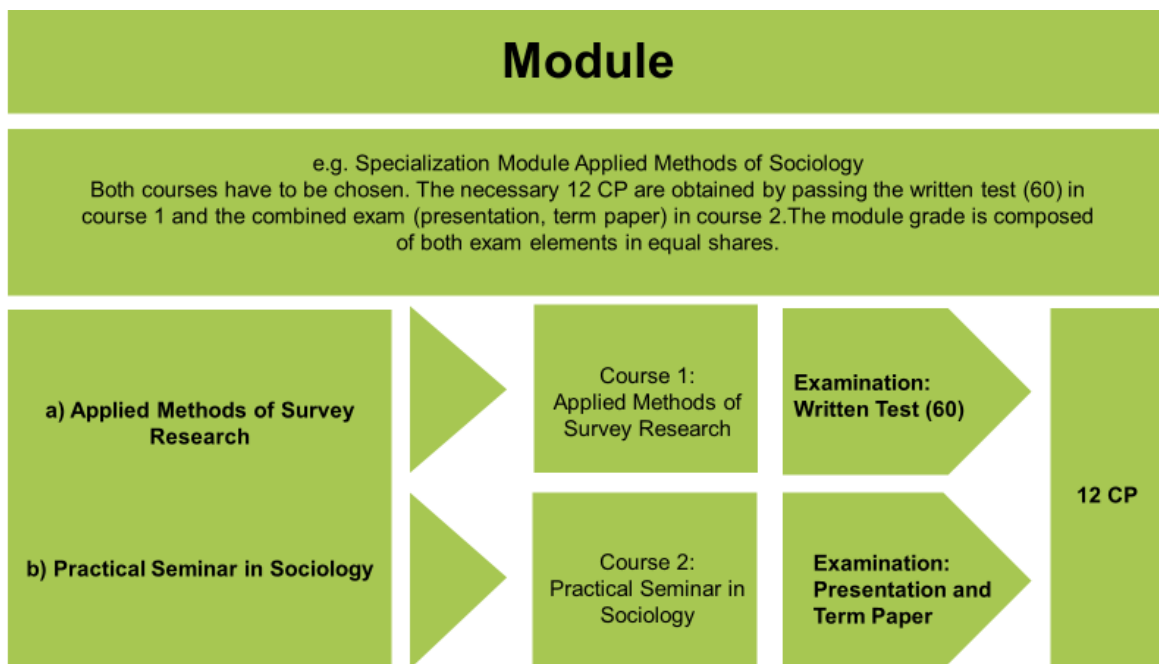 Module
e.g. Specialization Module Applied Methods of Sociology
Both courses have to be chosen. The necessary 12 CP are obtained by passing the written test (60) in
course 1 and the combined exam (presentation, term paper) in course 2.The module grade is composed
of both exam elements in equal shares.
a) Applied Methods of Survey
Research
Course 1:
Applied Methods of
Survey Research
Examination:
Written Test (60)
b) Practical Seminar in Sociology
Course 2:
Practical Seminar in
Sociology
Examination:
Presentation and
Term Paper
12 CP